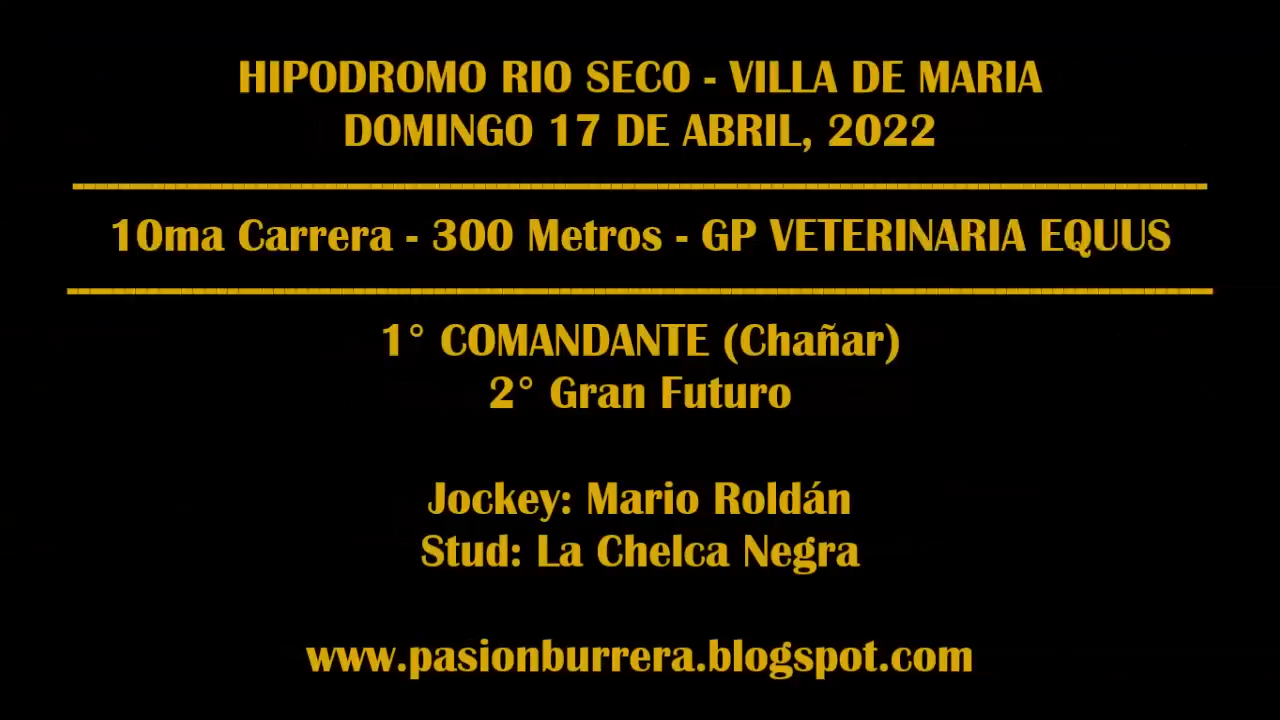 HIPODROMO RIO SECO - VILLA DE MARIA
DOMINGO 17 DE ABRIL, 2022
10ma Carrera - 300 Metros - GP VETERINARIA EQUUS
1° COMANDANTE (Chañar)
2° Gran Futuro
Jockey: Mario Roldán
Stud: La Chelca Negra
www.pasionburrera.blogspot.com